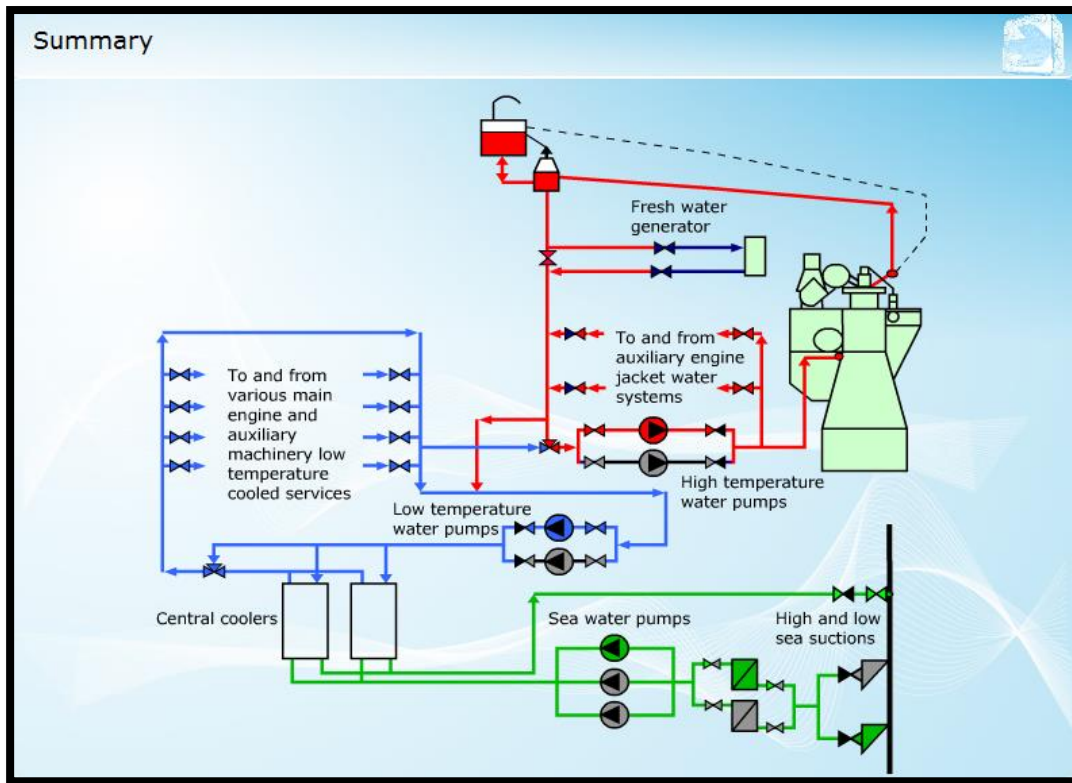 Summary
Fresh water
generator
To and from
auxiliary engine
jacket water
systems
To and from
various main
engine and
auxiliary
machinery low
temperature
cooled services
High temperature
water pumps
Low temperature
water pumps
Central coolers
Sea water pumps
High and low
sea suctions